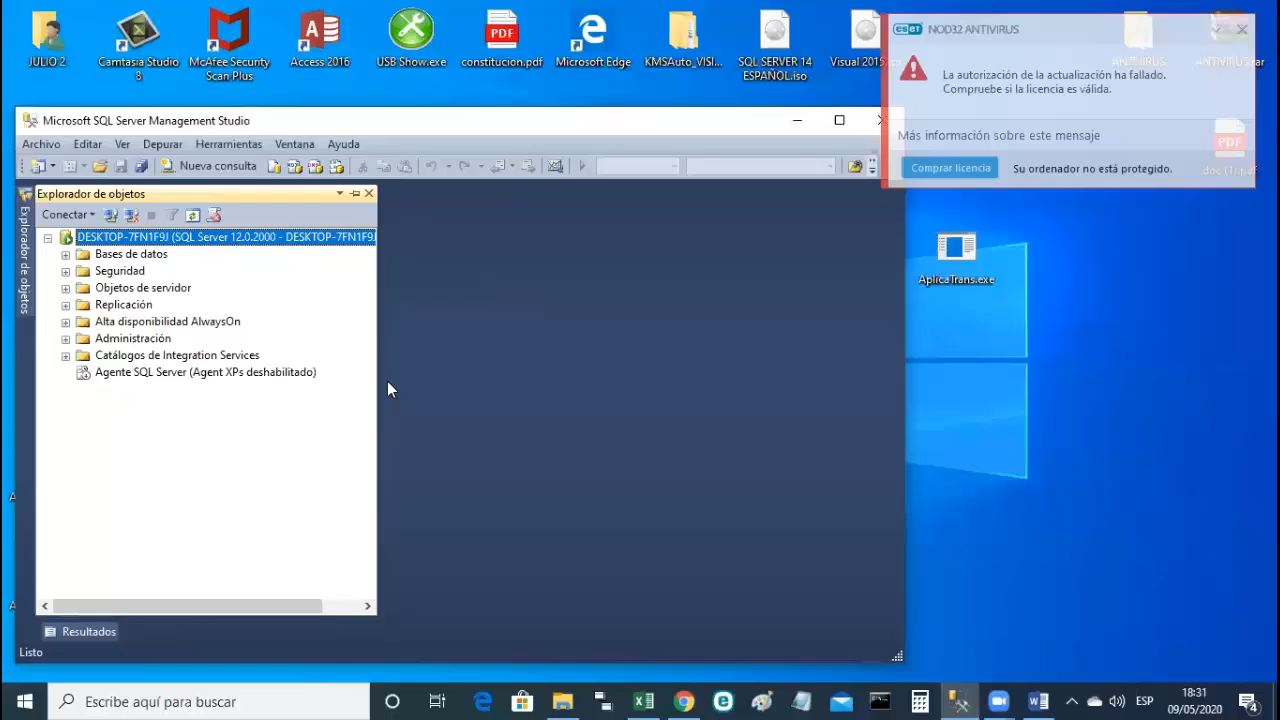 JULIO 2
Camtasia Studio
8
McAfee Security
Scan Plus
Access 2016
USB Show.exe
PDF
constitucion.pdf
Microsoft Edge
KMSAuto_VISI...
SQL SERVER 14
ESPAÑOL.iso
eset NOD32 ANTIVIRUS
La autorización de la actualización ha fallado.
Compruebe si la licencia es válida.
Más información sobre este mensaje
Comprar licencia
Su ordenador no está protegido.
PDF
Microsoft SQL Server Management Studio
Archivo Editar Ver Depurar Herramientas Ventana Ayuda
Nueva consulta
Explorador de objetos
Explorador de objetos
Conectar
DESKTOP-7FN1F9J (SQL Server 12.0.2000 - DESKTOP-7FN1F9J
Bases de datos
Seguridad
Objetos de servidor
Replicación
Alta disponibilidad AlwaysOn
Administración
Catálogos de Integration Services
Agente SQL Server (Agent XPs deshabilitado)
Resultados
Listo
AplicaTrans.exe
Escribe aquí para buscar
ESP
18:31
09/05/2020
4